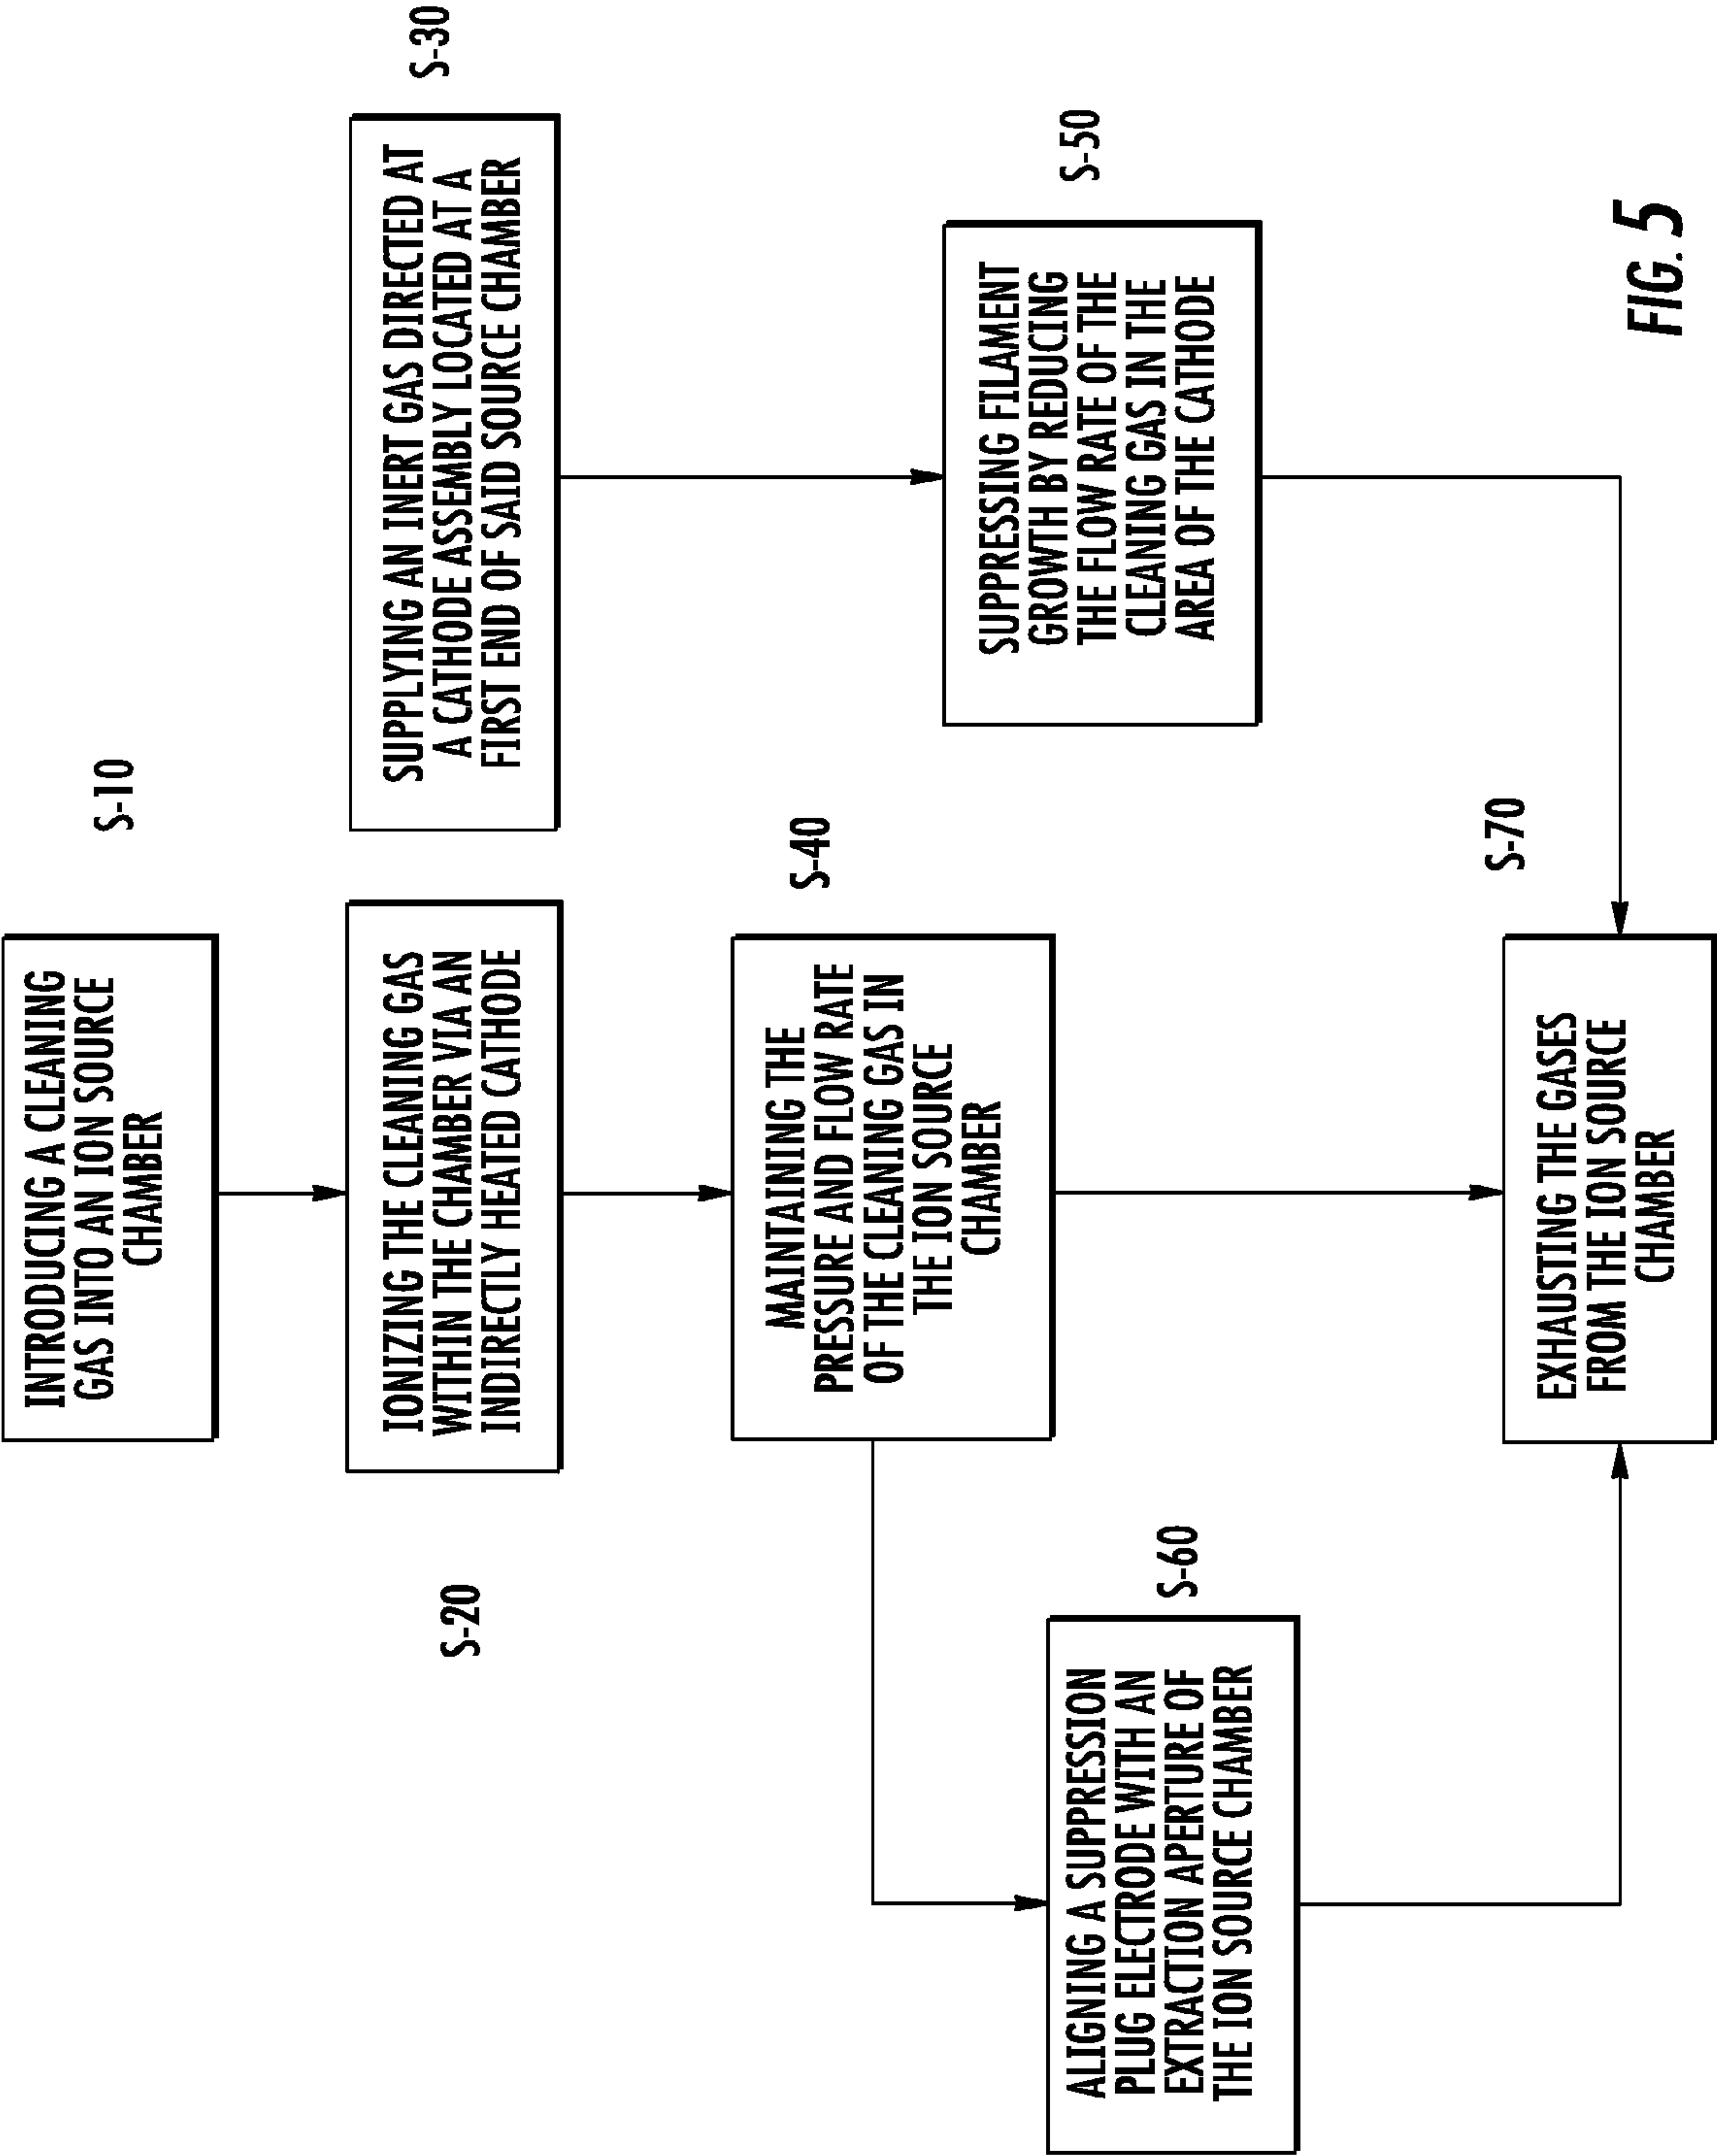 S-10
INTRODUCING A CLEANING
GAS INTO AN ION SOURCE
CHAMBER
S-20
IONIZING THE CLEANING GAS
WITHIN THE CHAMBER VIA AN
INDIRECTLY HEATED CATHODE
S-30
SUPPLYING AN INERT GAS DIRECTED AT
A CATHODE ASSEMBLY LOCATED AT A
FIRST END OF SAID SOURCE CHAMBER
S-40
MAINTAINING THE
PRESSURE AND FLOW RATE
OF THE CLEANING GAS IN
THE ION SOURCE
CHAMBER
S-50
SUPPRESSING FILAMENT
GROWTH BY REDUCING
THE FLOW RATE OF THE
CLEANING GAS IN THE
AREA OF THE CATHODE
S-60
ALIGNING A SUPPRESSION
PLUG ELECTRODE WITH AN
EXTRACTION APERTURE OF
THE ION SOURCE CHAMBER
S-70
EXHAUSTING THE GASES
FROM THE ION SOURCE
CHAMBER
FIG. 5